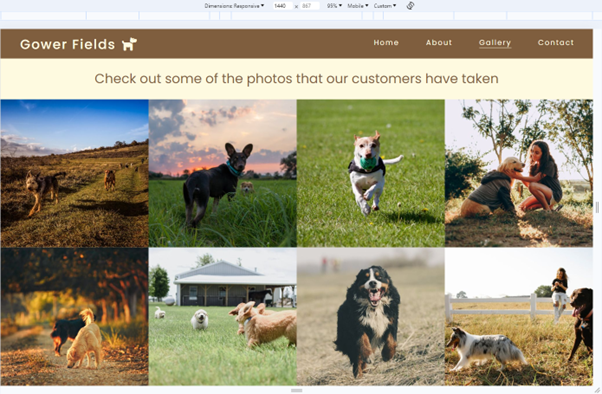 Dimensions: Responsive 1440 x 867 95% Mobile Custom
Gower Fields Home About Gallery Contact
Check out some of the photos that our customers have taken